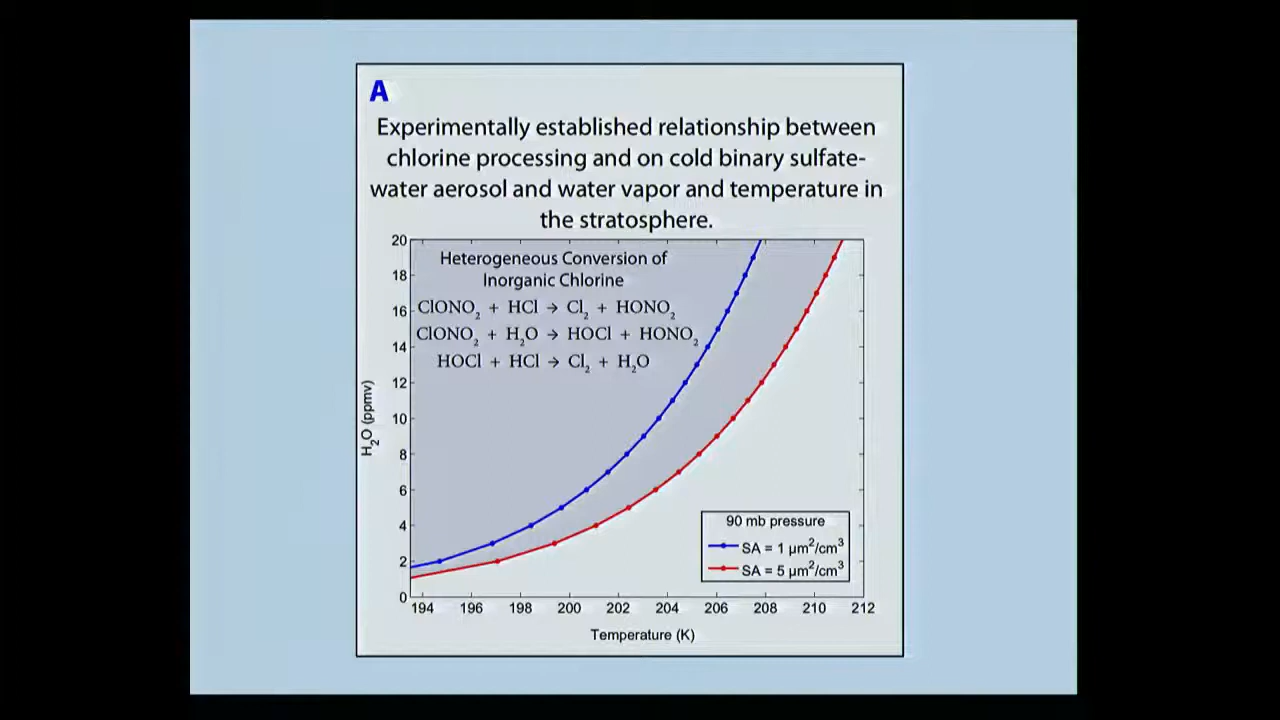 A
Experimentally established relationship between
chlorine processing and on cold binary sulfate-
water aerosol and water vapor and temperature in
the stratosphere.
Heterogeneous Conversion of
Inorganic Chlorine
ClONO₂ + HCl → Cl₂ + HONO₂
ClONO₂ + H₂O → HOCl + HONO₂
HOCl + HCl → Cl₂ + H₂O
20
18
16
14
12
10
8
6
4
2
0
H₂O (ppmv)
90 mb pressure
SA = 1 µm²/cm³
SA = 5 µm²/cm³
194 196 198 200 202 204 206 208 210 212
Temperature (K)